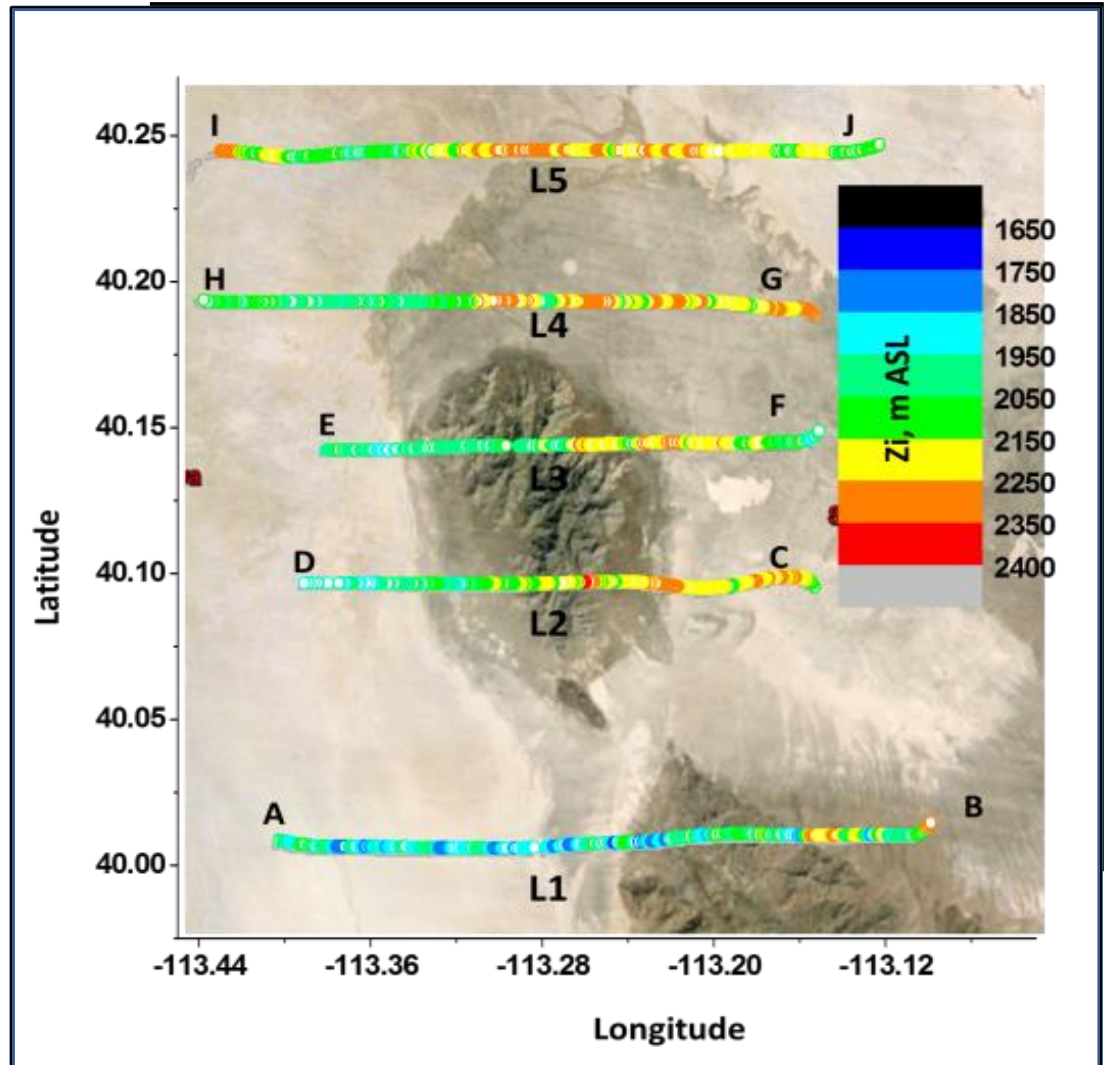 40.25
40.20
40.15
40.10
40.05
40.00
Latitude
-113.44
-113.36
-113.28
-113.20
-113.12
Longitude
I
J
L5
H
G
L4
E
F
L3
D
C
L2
A
B
L1
a
a
Zi, m ASL
1650
1750
1850
1950
2050
2150
2250
2350
2400